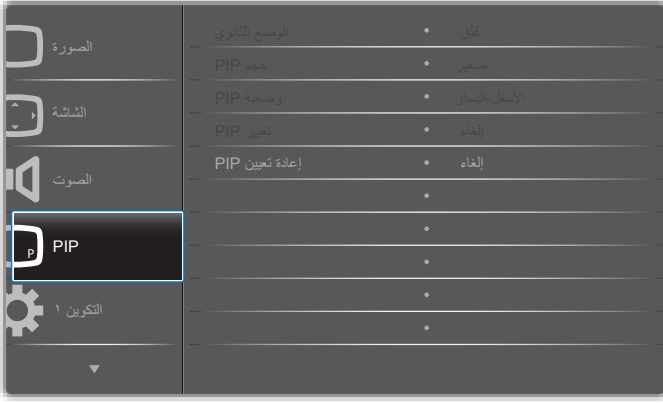 الصورة
الشاشة
الصوت
PIP
P
التكوين ١
الوضع الثانوي • غلق
حجم PIP • صغير
وضعية PIP • الأسفل-اليسار
تغيير PIP • إلغاء
إعادة تعيين PIP • إلغاء